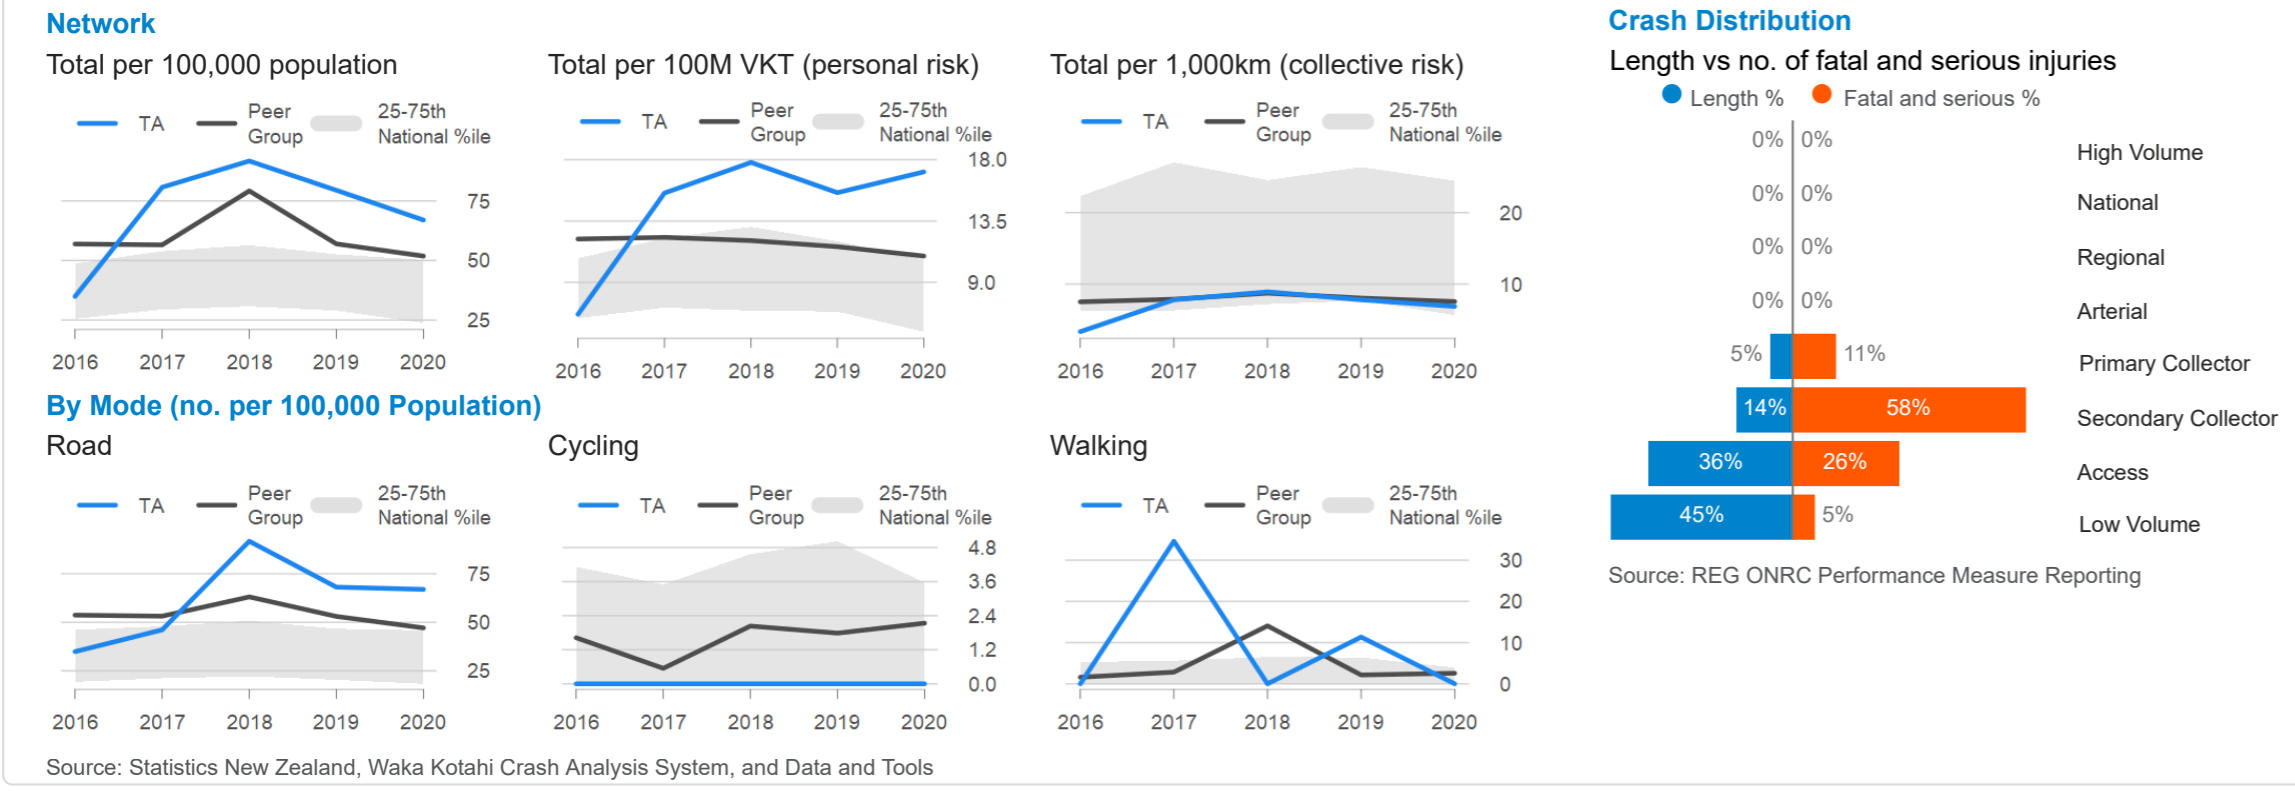 Network
Total per 100,000 population
TA
Peer Group
25-75th National %ile
75
50
25
2016 2017 2018 2019 2020
Total per 100M VKT (personal risk)
TA
Peer Group
25-75th National %ile
18.0
13.5
9.0
2016 2017 2018 2019 2020
Total per 1,000km (collective risk)
TA
Peer Group
25-75th National %ile
20
10
2016 2017 2018 2019 2020
By Mode (no. per 100,000 Population)
Road
TA
Peer Group
25-75th National %ile
75
50
25
2016 2017 2018 2019 2020
Cycling
TA
Peer Group
25-75th National %ile
4.8
3.6
2.4
1.2
0.0
2016 2017 2018 2019 2020
Walking
TA
Peer Group
25-75th National %ile
30
20
10
0
2016 2017 2018 2019 2020
Source: Statistics New Zealand, Waka Kotahi Crash Analysis System, and Data and Tools
Crash Distribution
Length vs no. of fatal and serious injuries
Length % Fatal and serious %
0% 0% High Volume
0% 0% National
0% 0% Regional
0% 0% Arterial
5% 11% Primary Collector
14% 58% Secondary Collector
36% 26% Access
45% 5% Low Volume
Source: REG ONRC Performance Measure Reporting